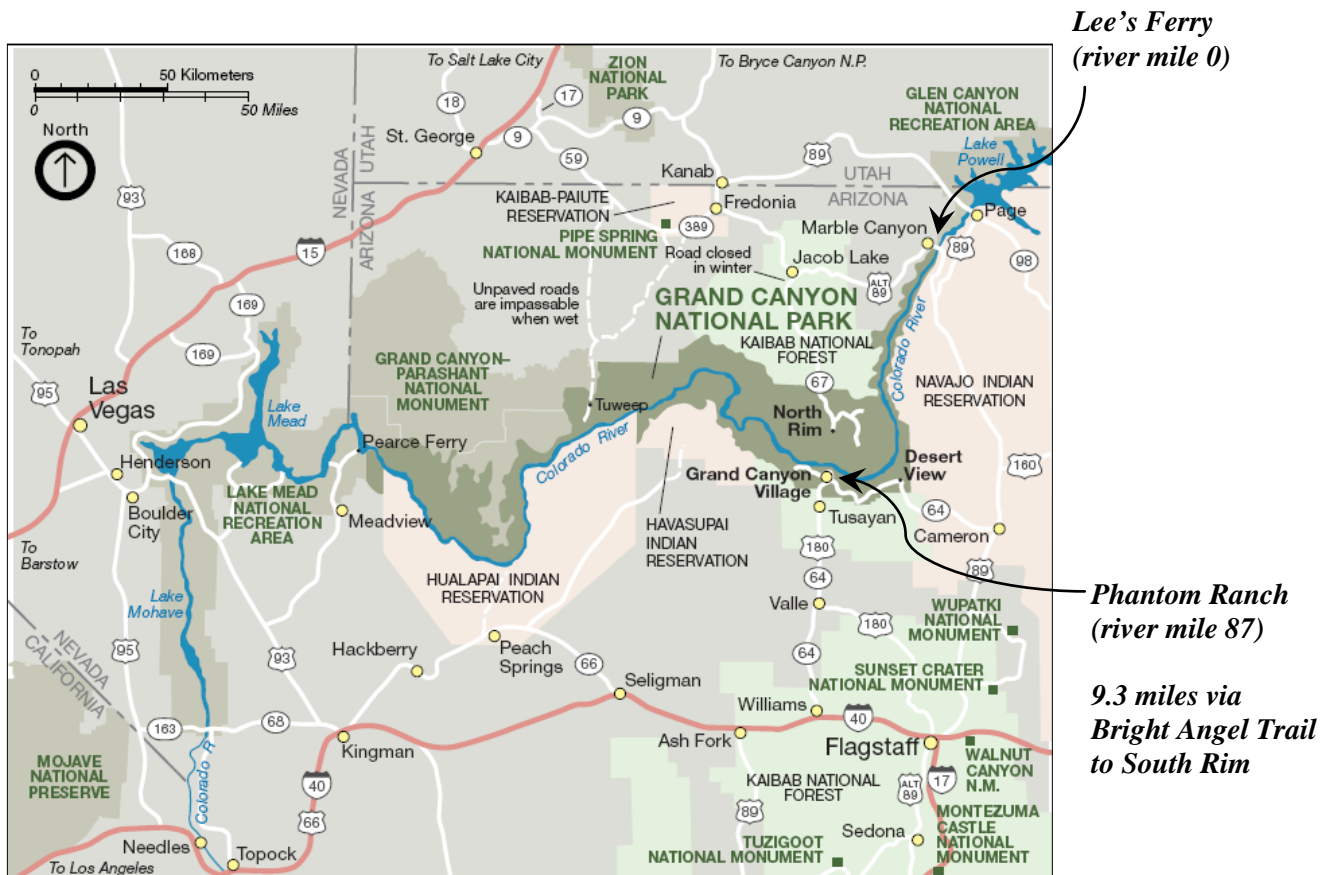 Lee's Ferry
(river mile 0)
0
50 Kilometers
0
50 Miles
North
To Salt Lake City
ZION
NATIONAL
PARK
To Bryce Canyon N.P.
GLEN CANYON
NATIONAL
RECREATION AREA
18
17
9
9
St. George
59
89
Lake
Powell
NEVADA
UTAH
ARIZONA
Kanab
UTAH
ARIZONA
93
KAIBAB-PAIUTE
RESERVATION
Fredonia
Page
389
PIPE SPRING
NATIONAL MONUMENT
Marble Canyon
89
15
168
Road closed
in winter
Jacob Lake
ALT
89
98
169
Unpaved roads
are impassable
when wet
GRAND CANYON
NATIONAL PARK
Colorado River
To
Tonopah
169
KAIBAB NATIONAL
FOREST
95
GRAND CANYON–
PARASHANT
NATIONAL
MONUMENT
67
NAVAJO INDIAN
RESERVATION
Las
Vegas
Lake
Mead
Tuweep
North
Rim
Pearce Ferry
Colorado River
Henderson
Desert
View
160
Grand Canyon
Village
LAKE MEAD
NATIONAL
RECREATION
AREA
Boulder
City
Meadview
Tusayan
64
HAVASUPAI
INDIAN
RESERVATION
Cameron
180
To
Barstow
HUALAPAI INDIAN
RESERVATION
64
89
Lake
Mohave
Valle
Phantom Ranch
(river mile 87)
WUPATKI
NATIONAL
MONUMENT
180
NEVADA
CALIFORNIA
95
93
Hackberry
Peach
Springs
66
64
SUNSET CRATER
NATIONAL MONUMENT
Seligman
9.3 miles via
Bright Angel Trail
to South Rim
Williams
40
163
68
Kingman
Ash Fork
Flagstaff
WALNUT
CANYON
N.M.
MOJAVE
NATIONAL
PRESERVE
Colorado R
40
KAIBAB NATIONAL
FOREST
ALT
89
17
66
89
MONTEZUMA
CASTLE
NATIONAL
MONUMENT
Sedona
Needles
Topock
TUZIGOOT
NATIONAL MONUMENT
To Los Angeles